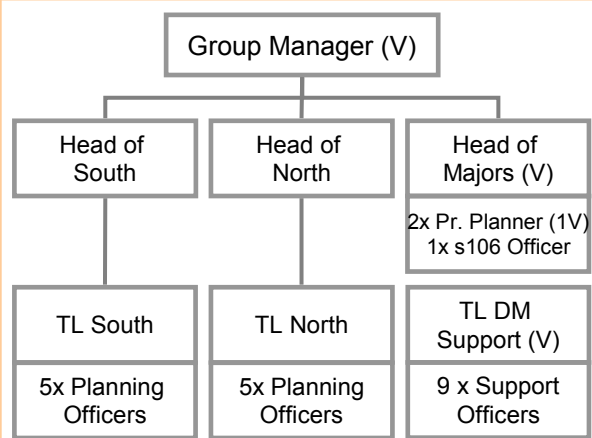 Group Manager (V)
Head of
South
Head of
North
Head of
Majors (V)
2x Pr. Planner (1V)
1x s106 Officer
TL South
TL North
TL DM
Support (V)
5x Planning
Officers
5x Planning
Officers
9 x Support
Officers